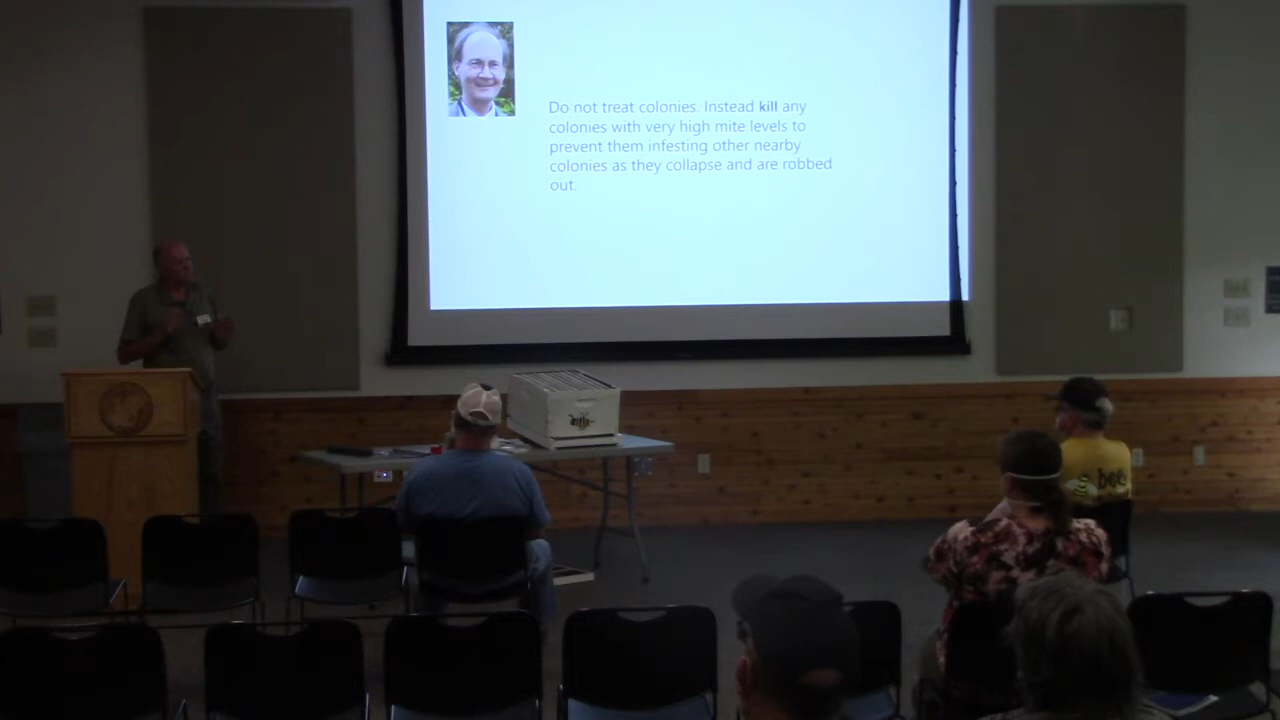 Do not treat colonies. Instead kill any
colonies with very high mite levels to
prevent them infesting other nearby
colonies as they collapse and are robbed
out.
bee